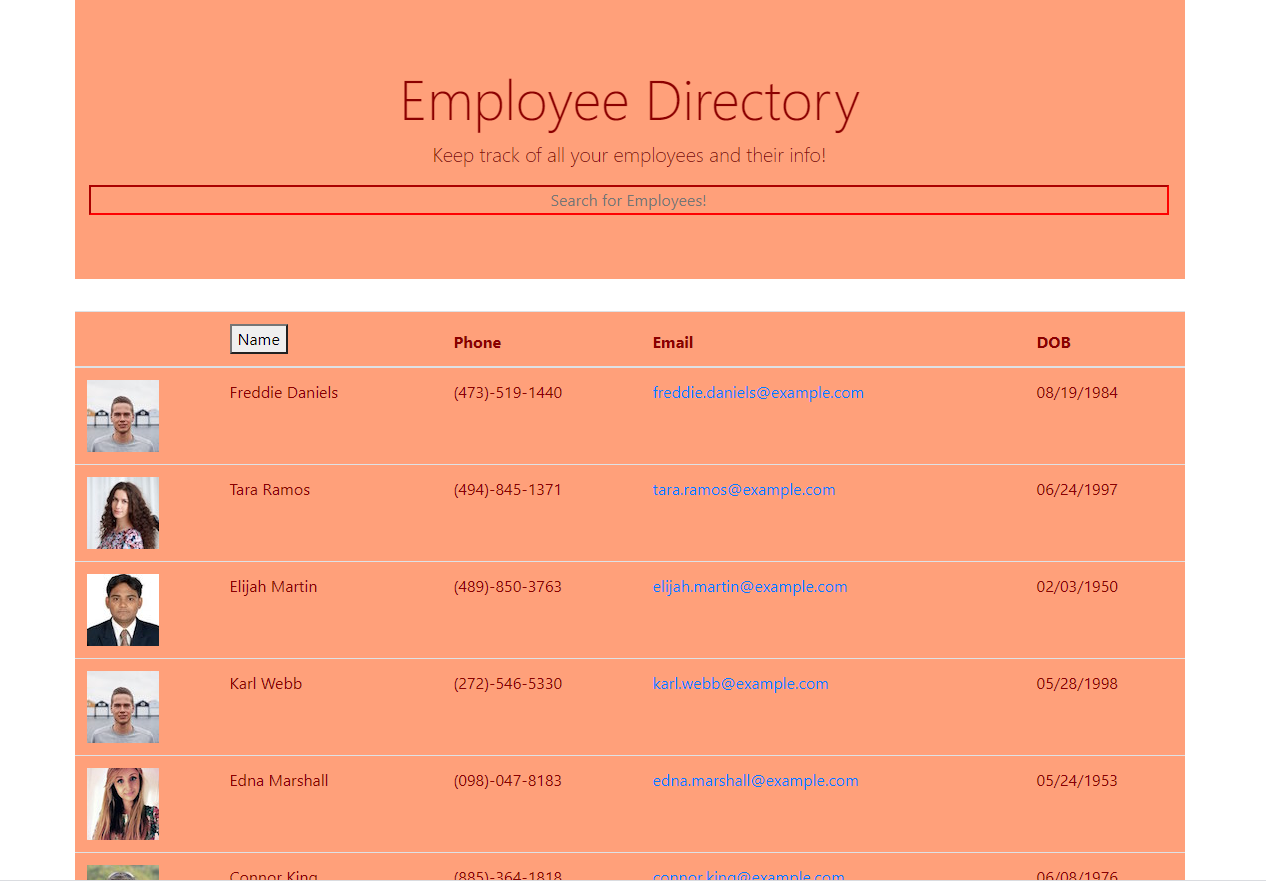 Employee Directory
Keep track of all your employees and their info!
Search for Employees!
Name Phone Email DOB
Freddie Daniels (473)-519-1440 freddie.daniels@example.com 08/19/1984
Tara Ramos (494)-845-1371 tara.ramos@example.com 06/24/1997
Elijah Martin (489)-850-3763 elijah.martin@example.com 02/03/1950
Karl Webb (272)-546-5330 karl.webb@example.com 05/28/1998
Edna Marshall (098)-047-8183 edna.marshall@example.com 05/24/1953
Connor King (885)-364-1818 connor.king@example.com 06/08/1976